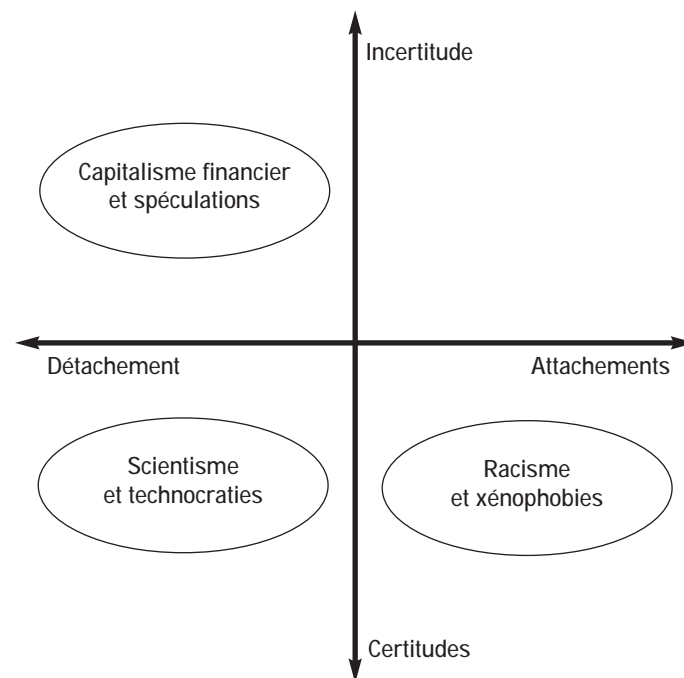 Incertitude
Capitalisme financier
et spéculations
Détachement
Attachements
Scientisme
et technocraties
Racisme
et xénophobies
Certitudes